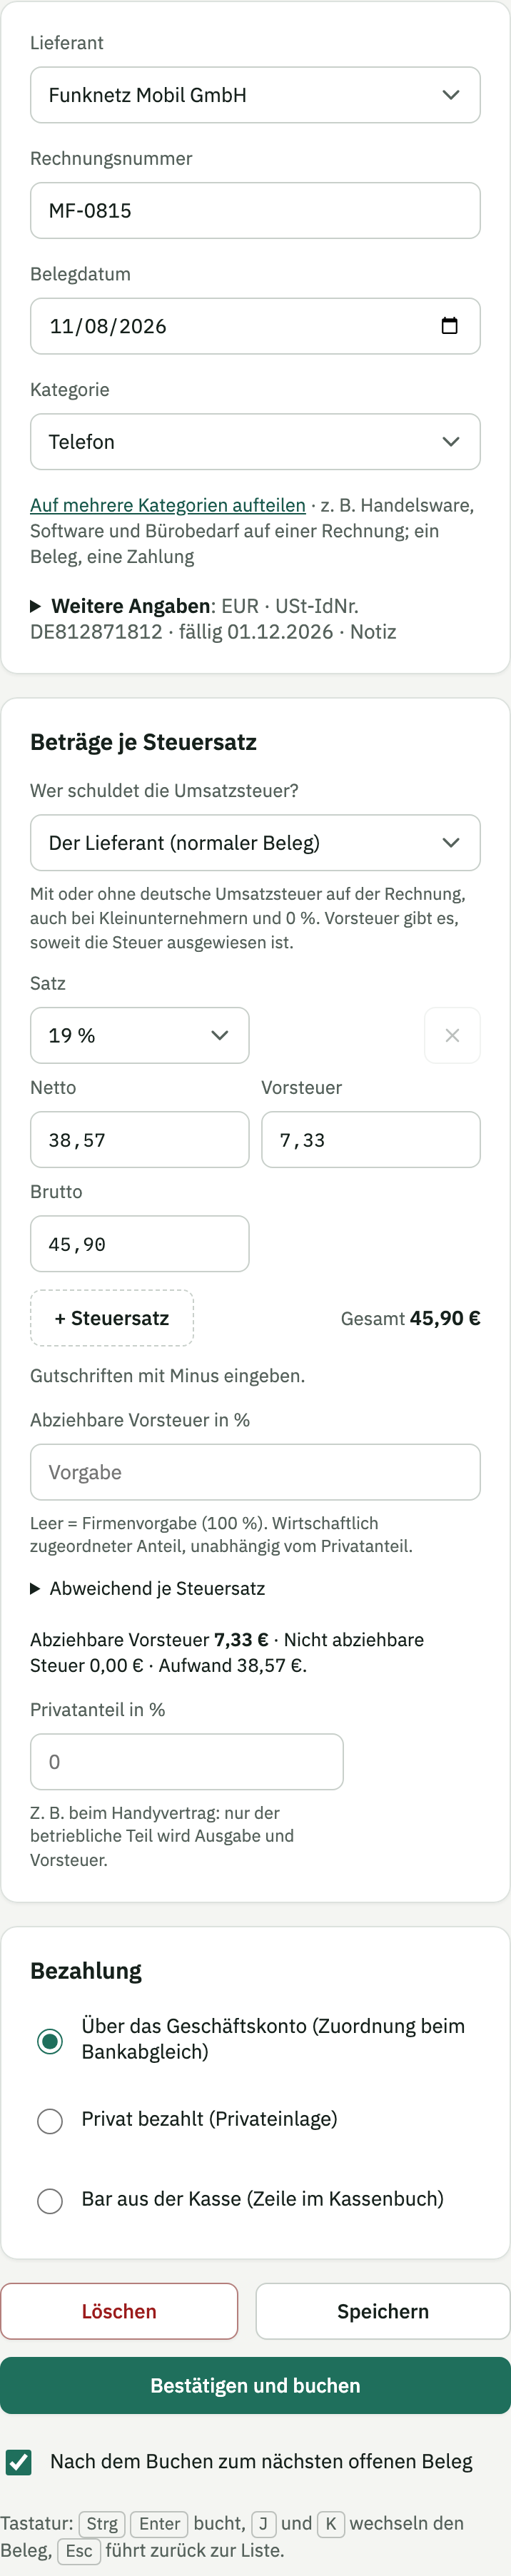 Lieferant
Funknetz Mobil GmbH
Rechnungsnummer
MF-0815
Belegdatum
11/08/2026
Kategorie
Telefon
Auf mehrere Kategorien aufteilen · z. B. Handelsware,
Software und Bürobedarf auf einer Rechnung; ein
Beleg, eine Zahlung
Weitere Angaben: EUR · USt-IdNr.
DE812871812 · fällig 01.12.2026 · Notiz
Beträge je Steuersatz
Wer schuldet die Umsatzsteuer?
Der Lieferant (normaler Beleg)
Mit oder ohne deutsche Umsatzsteuer auf der Rechnung,
auch bei Kleinunternehmern und 0 %. Vorsteuer gibt es,
soweit die Steuer ausgewiesen ist.
Satz
19 %
Netto Vorsteuer
38,57 7,33
Brutto
45,90
+ Steuersatz Gesamt 45,90 €
Gutschriften mit Minus eingeben.
Abziehbare Vorsteuer in %
Vorgabe
Leer = Firmenvorgabe (100 %). Wirtschaftlich
zugeordneter Anteil, unabhängig vom Privatanteil.
Abweichend je Steuersatz
Abziehbare Vorsteuer 7,33 € · Nicht abziehbare
Steuer 0,00 € · Aufwand 38,57 €.
Privatanteil in %
0
Z. B. beim Handyvertrag: nur der
betriebliche Teil wird Ausgabe und
Vorsteuer.
Bezahlung
Über das Geschäftskonto (Zuordnung beim
Bankabgleich)
Privat bezahlt (Privateinlage)
Bar aus der Kasse (Zeile im Kassenbuch)
Löschen Speichern
Bestätigen und buchen
Nach dem Buchen zum nächsten offenen Beleg
Tastatur: Strg Enter bucht, J und K wechseln den
Beleg, Esc führt zurück zur Liste.